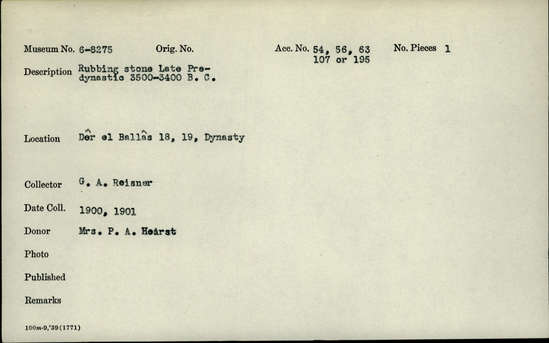 Museum No. 6-8275 Orig. No. Acc. No. 54, 56, 63 No. Pieces 1
107 or 195
Description Rubbing stone Late Pre-
dynastic 3500-3400 B. C.
Location Dêr el Ballâs 18, 19, Dynasty
Collector G. A. Reisner
Date Coll. 1900, 1901
Donor Mrs. P. A. Hearst
Photo
Published
Remarks
100m-9,'39(1771)